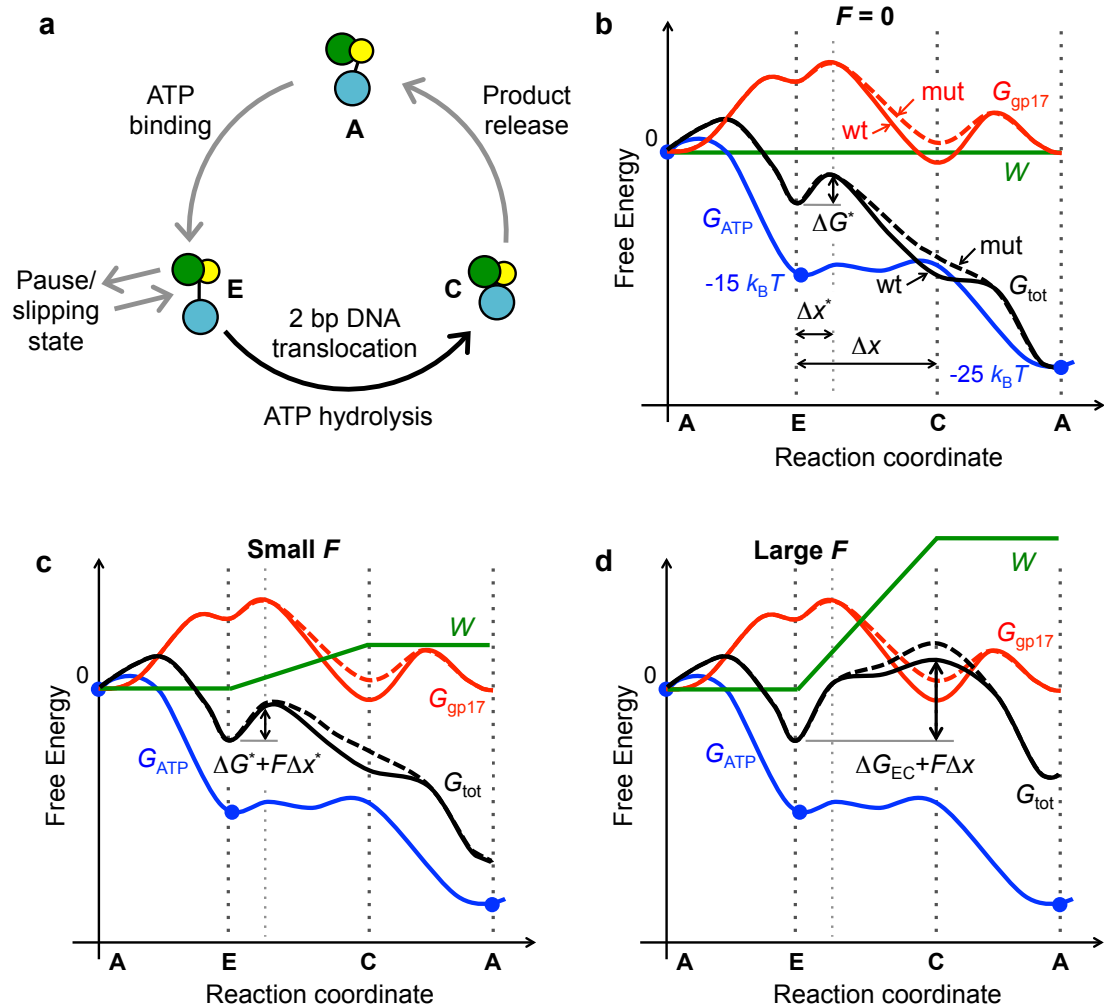 a
A
ATP
binding
Product
release
E
C
Pause/
slipping
state
2 bp DNA
translocation
ATP hydrolysis
b
F = 0
Free Energy
0
G_gp17
mut
wt
W
G_ATP
ΔG*
mut
wt
G_tot
-15 k_BT
Δx*
Δx
-25 k_BT
A
E
C
A
Reaction coordinate
c
Small F
Free Energy
0
W
G_gp17
G_ATP
ΔG*+FΔx*
G_tot
A
E
C
A
Reaction coordinate
d
Large F
Free Energy
0
W
G_gp17
G_ATP
ΔG_EC+FΔx
G_tot
A
E
C
A
Reaction coordinate